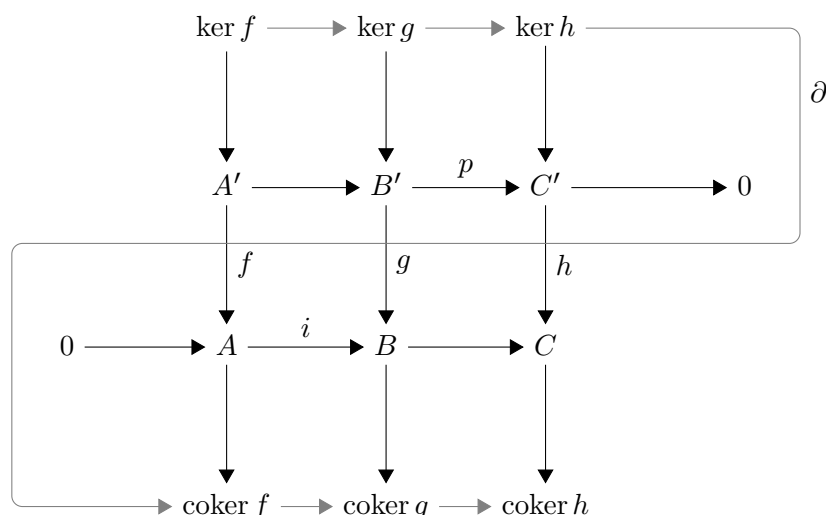 ker f ker g ker h
∂
p
A′ B′ C′ 0
f g h
i
0 A B C
coker f coker g coker h